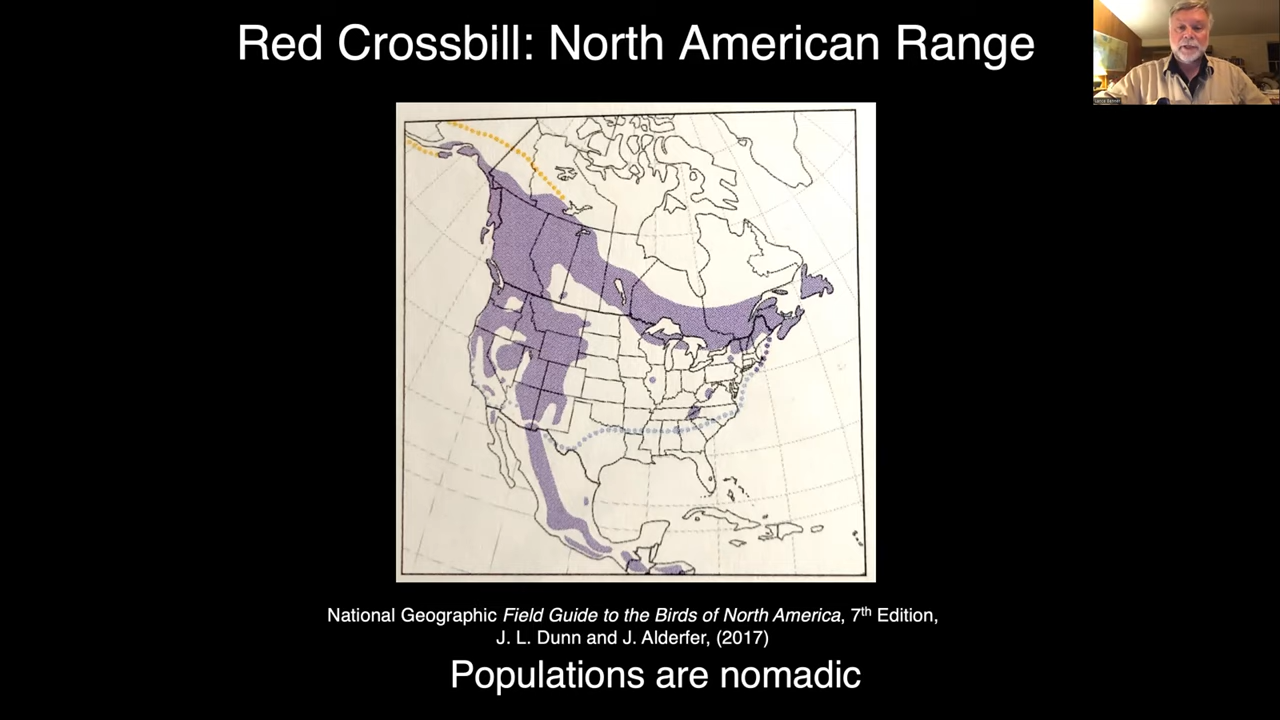 Red Crossbill: North American Range
National Geographic Field Guide to the Birds of North America, 7th Edition,
J. L. Dunn and J. Alderfer, (2017)
Populations are nomadic